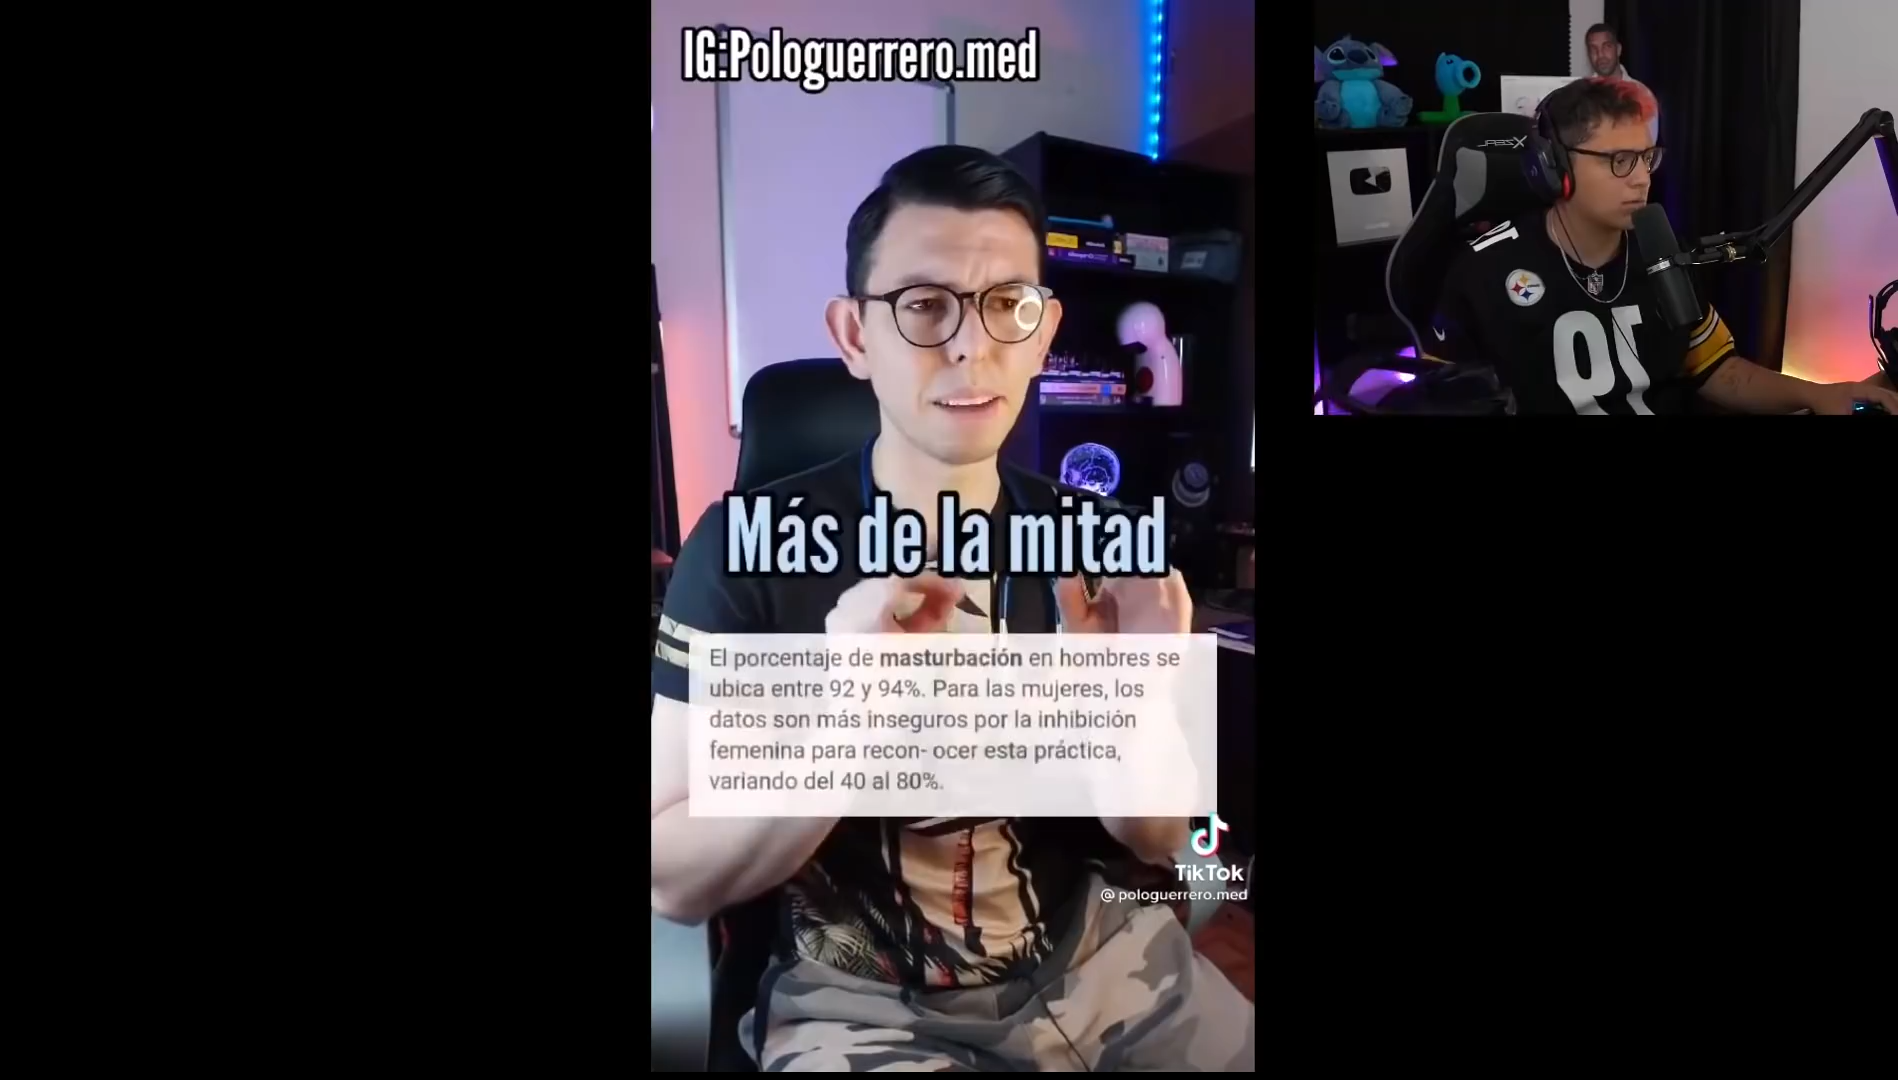 IG:Pologuerrero.med
Más de la mitad
El porcentaje de masturbación en hombres se
ubica entre 92 y 94%. Para las mujeres, los
datos son más inseguros por la inhibición
femenina para recon- ocer esta práctica,
variando del 40 al 80%.
TikTok
@ pologuerrero.med